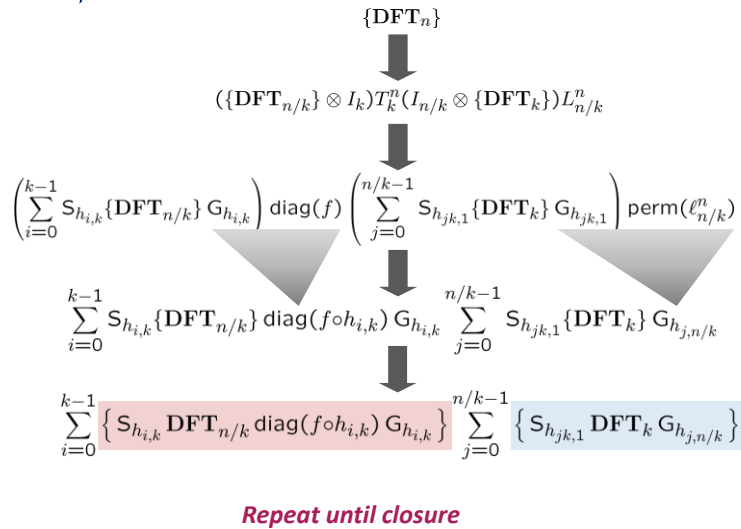 {DFT_n}
({DFT_{n/k}} ⊗ I_k)T_k^n(I_{n/k} ⊗ {DFT_k})L_{n/k}^n
(∑_{i=0}^{k−1} S_{h_{i,k}}{DFT_{n/k}} G_{h_{i,k}}) diag(f) (∑_{j=0}^{n/k−1} S_{h_{jk,1}}{DFT_k} G_{h_{jk,1}}) perm(ℓ_{n/k}^n)
∑_{i=0}^{k−1} S_{h_{i,k}}{DFT_{n/k}} diag(f∘h_{i,k}) G_{h_{i,k}} ∑_{j=0}^{n/k−1} S_{h_{jk,1}}{DFT_k} G_{h_{j,n/k}}
∑_{i=0}^{k−1} {S_{h_{i,k}} DFT_{n/k} diag(f∘h_{i,k}) G_{h_{i,k}}} ∑_{j=0}^{n/k−1} {S_{h_{jk,1}} DFT_k G_{h_{j,n/k}}}
Repeat until closure